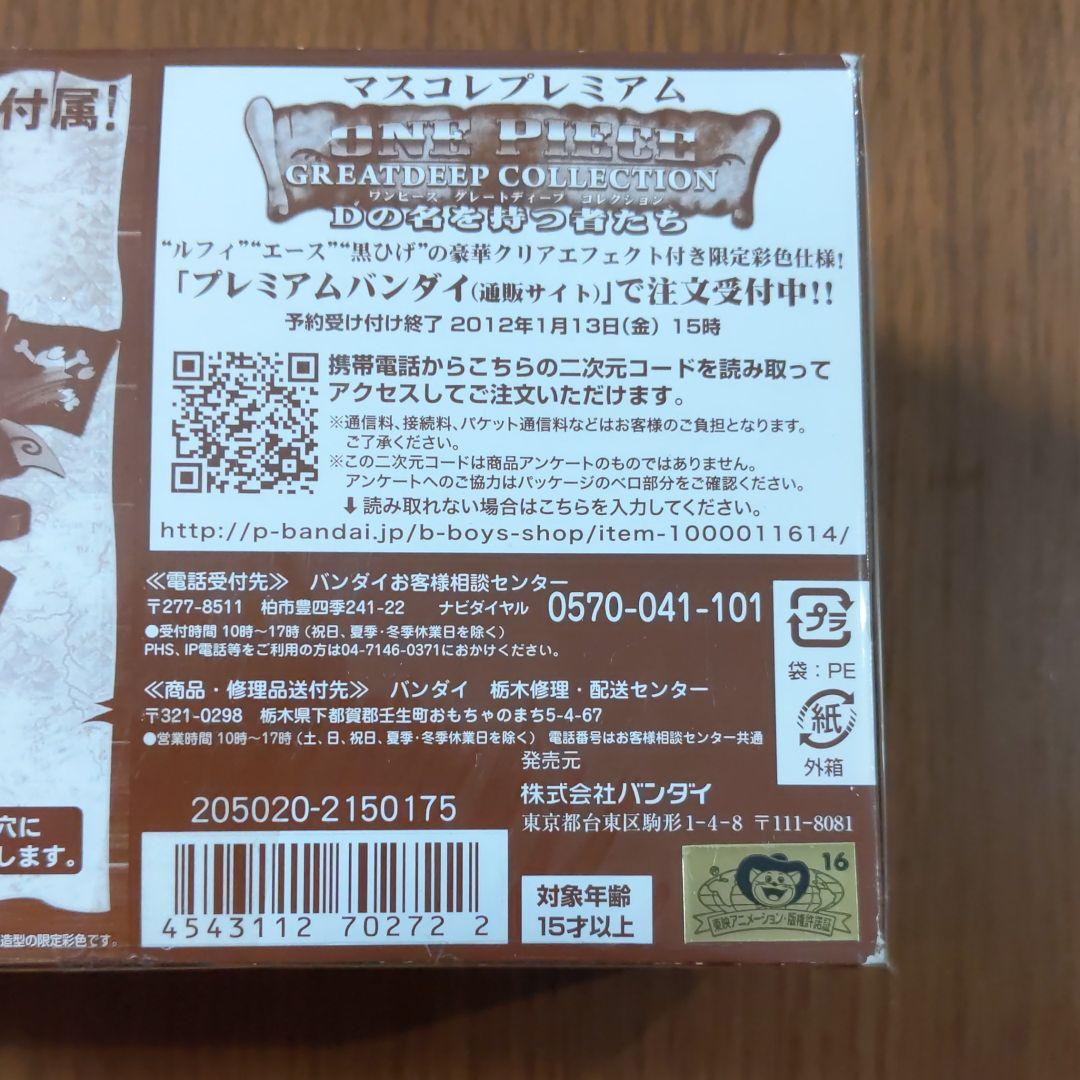 付属!
マスコレプレミアム
ONE PIECE
GREATDEEP COLLECTION
ワンピース グレートディープ コレクション
Dの名を持つ者たち
“ルフィ”“エース”“黒ひげ”の豪華クリアエフェクト付き限定彩色仕様!
「プレミアムバンダイ(通販サイト)」で注文受付中!!
予約受け付け終了 2012年1月13日(金) 15時
携帯電話からこちらの二次元コードを読み取って
アクセスしてご注文いただけます。
※通信料、接続料、パケット通信料などはお客様のご負担となります。
ご了承ください。
※この二次元コードは商品アンケートのものではありません。
アンケートへのご協力はパッケージのベロ部分をご確認ください。
⬇読み取れない場合はこちらを入力してください。
http://p-bandai.jp/b-boys-shop/item-1000011614/
≪電話受付先≫ バンダイお客様相談センター
〒277-8511 柏市豊四季241-22 ナビダイヤル 0570-041-101
●受付時間 10時〜17時 (祝日、夏季・冬季休業日を除く)
PHS、IP電話等をご利用の方は04-7146-0371におかけください。
≪商品・修理品送付先≫ バンダイ 栃木修理・配送センター
〒321-0298 栃木県下都賀郡壬生町おもちゃのまち5-4-67
●営業時間 10時〜17時 (土、日、祝日、夏季・冬季休業日を除く) 電話番号はお客様相談センター共通
プラ
袋:PE
紙
外箱
発売元
株式会社バンダイ
東京都台東区駒形1-4-8 〒111-8081
205020-2150175
4543112 702722
対象年齢
15才以上
16
東映アニメーション・版権許諾証
穴に
します。
造型の限定彩色です。